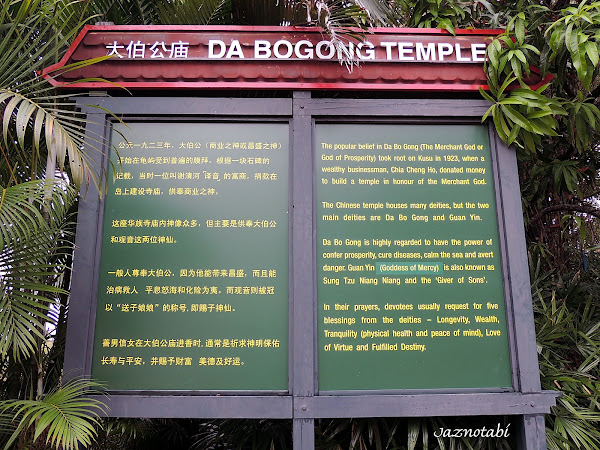 大伯公庙 DA BOGONG TEMPLE
公元一九二三年，大伯公（商业之神或昌盛之神）
开始在龟屿受到普遍的膜拜。根据一块石碑的
记载，当时一位叫谢清河“译音”的富商，捐款在
岛上建设寺庙，供奉商业之神。
这座华族寺庙内神像众多，但主要是供奉大伯公
和观音这两位神仙。
一般人尊奉大伯公，因为他能带来昌盛，而且能
治病救人 平息怒海和化险为夷。而观音则被冠
以“送子娘娘”的称号，即赐子神仙。
善男信女在大伯公庙进香时，通常是祈求神明保佑
长寿与平安，并赐予财富 美德及好运。
The popular belief in Da Bo Gong (The Merchant God or
God of Prosperity) took root on Kusu in 1923, when a
wealthy businessman, Chia Cheng Ho, donated money
to build a temple in honour of the Merchant God.
The Chinese temple houses many deities, but the two
main deities are Da Bo Gong and Guan Yin.
Da Bo Gong is highly regarded to have the power of
confer prosperity, cure diseases, calm the sea and avert
danger. Guan Yin (Goddess of Mercy) is also known as
Sung Tzu Niang Niang and the ‘Giver of Sons’.
In their prayers, devotees usually request for five
blessings from the deities – Longevity, Wealth,
Tranquility (physical health and peace of mind), Love
of Virtue and Fulfilled Destiny.
Jaznotabi